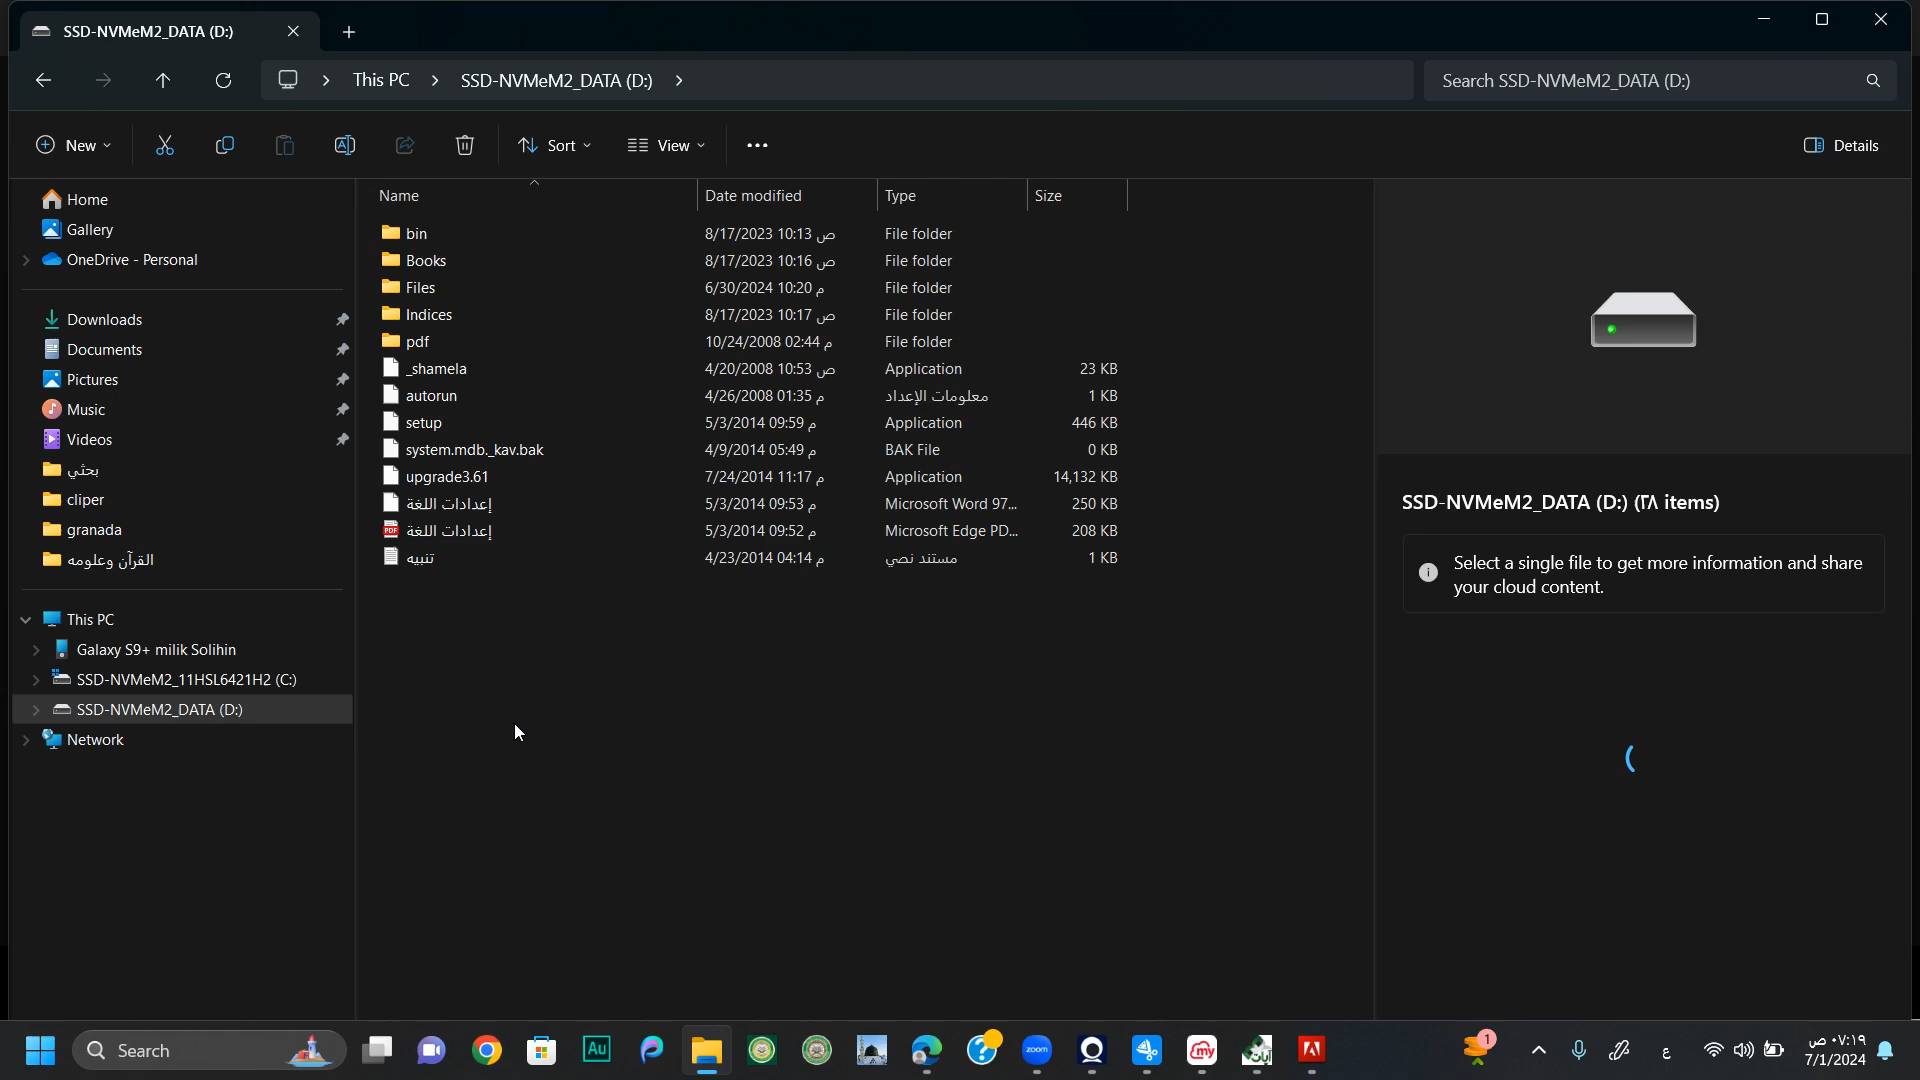 SSD-NVMeM2_DATA (D:)
This PC
SSD-NVMeM2_DATA (D:)
Search SSD-NVMeM2_DATA (D:)
New
Sort
View
Details
Home
Gallery
OneDrive - Personal
Downloads
Documents
Pictures
Music
Videos
بحثي
cliper
granada
القرآن وعلومه
This PC
Galaxy S9+ milik Solihin
SSD-NVMeM2_11HSL6421H2 (C:)
SSD-NVMeM2_DATA (D:)
Network
Name Date modified Type Size
bin 8/17/2023 10:13 ص File folder
Books 8/17/2023 10:16 ص File folder
Files 6/30/2024 10:20 م File folder
Indices 8/17/2023 10:17 ص File folder
pdf 10/24/2008 02:44 م File folder
_shamela 4/20/2008 10:53 ص Application 23 KB
autorun 4/26/2008 01:35 م معلومات الإعداد 1 KB
setup 5/3/2014 09:59 م Application 446 KB
system.mdb._kav.bak 4/9/2014 05:49 م BAK File 0 KB
upgrade3.61 7/24/2014 11:17 م Application 14,132 KB
إعدادات اللغة 5/3/2014 09:53 م Microsoft Word 97... 250 KB
إعدادات اللغة 5/3/2014 09:52 م Microsoft Edge PD... 208 KB
تنبيه 4/23/2014 04:14 م مستند نصي 1 KB
SSD-NVMeM2_DATA (D:) (٢٨ items)
Select a single file to get more information and share
your cloud content.
Search
Au
zoom
my
1
ع
٠٧:١٩ ص
7/1/2024